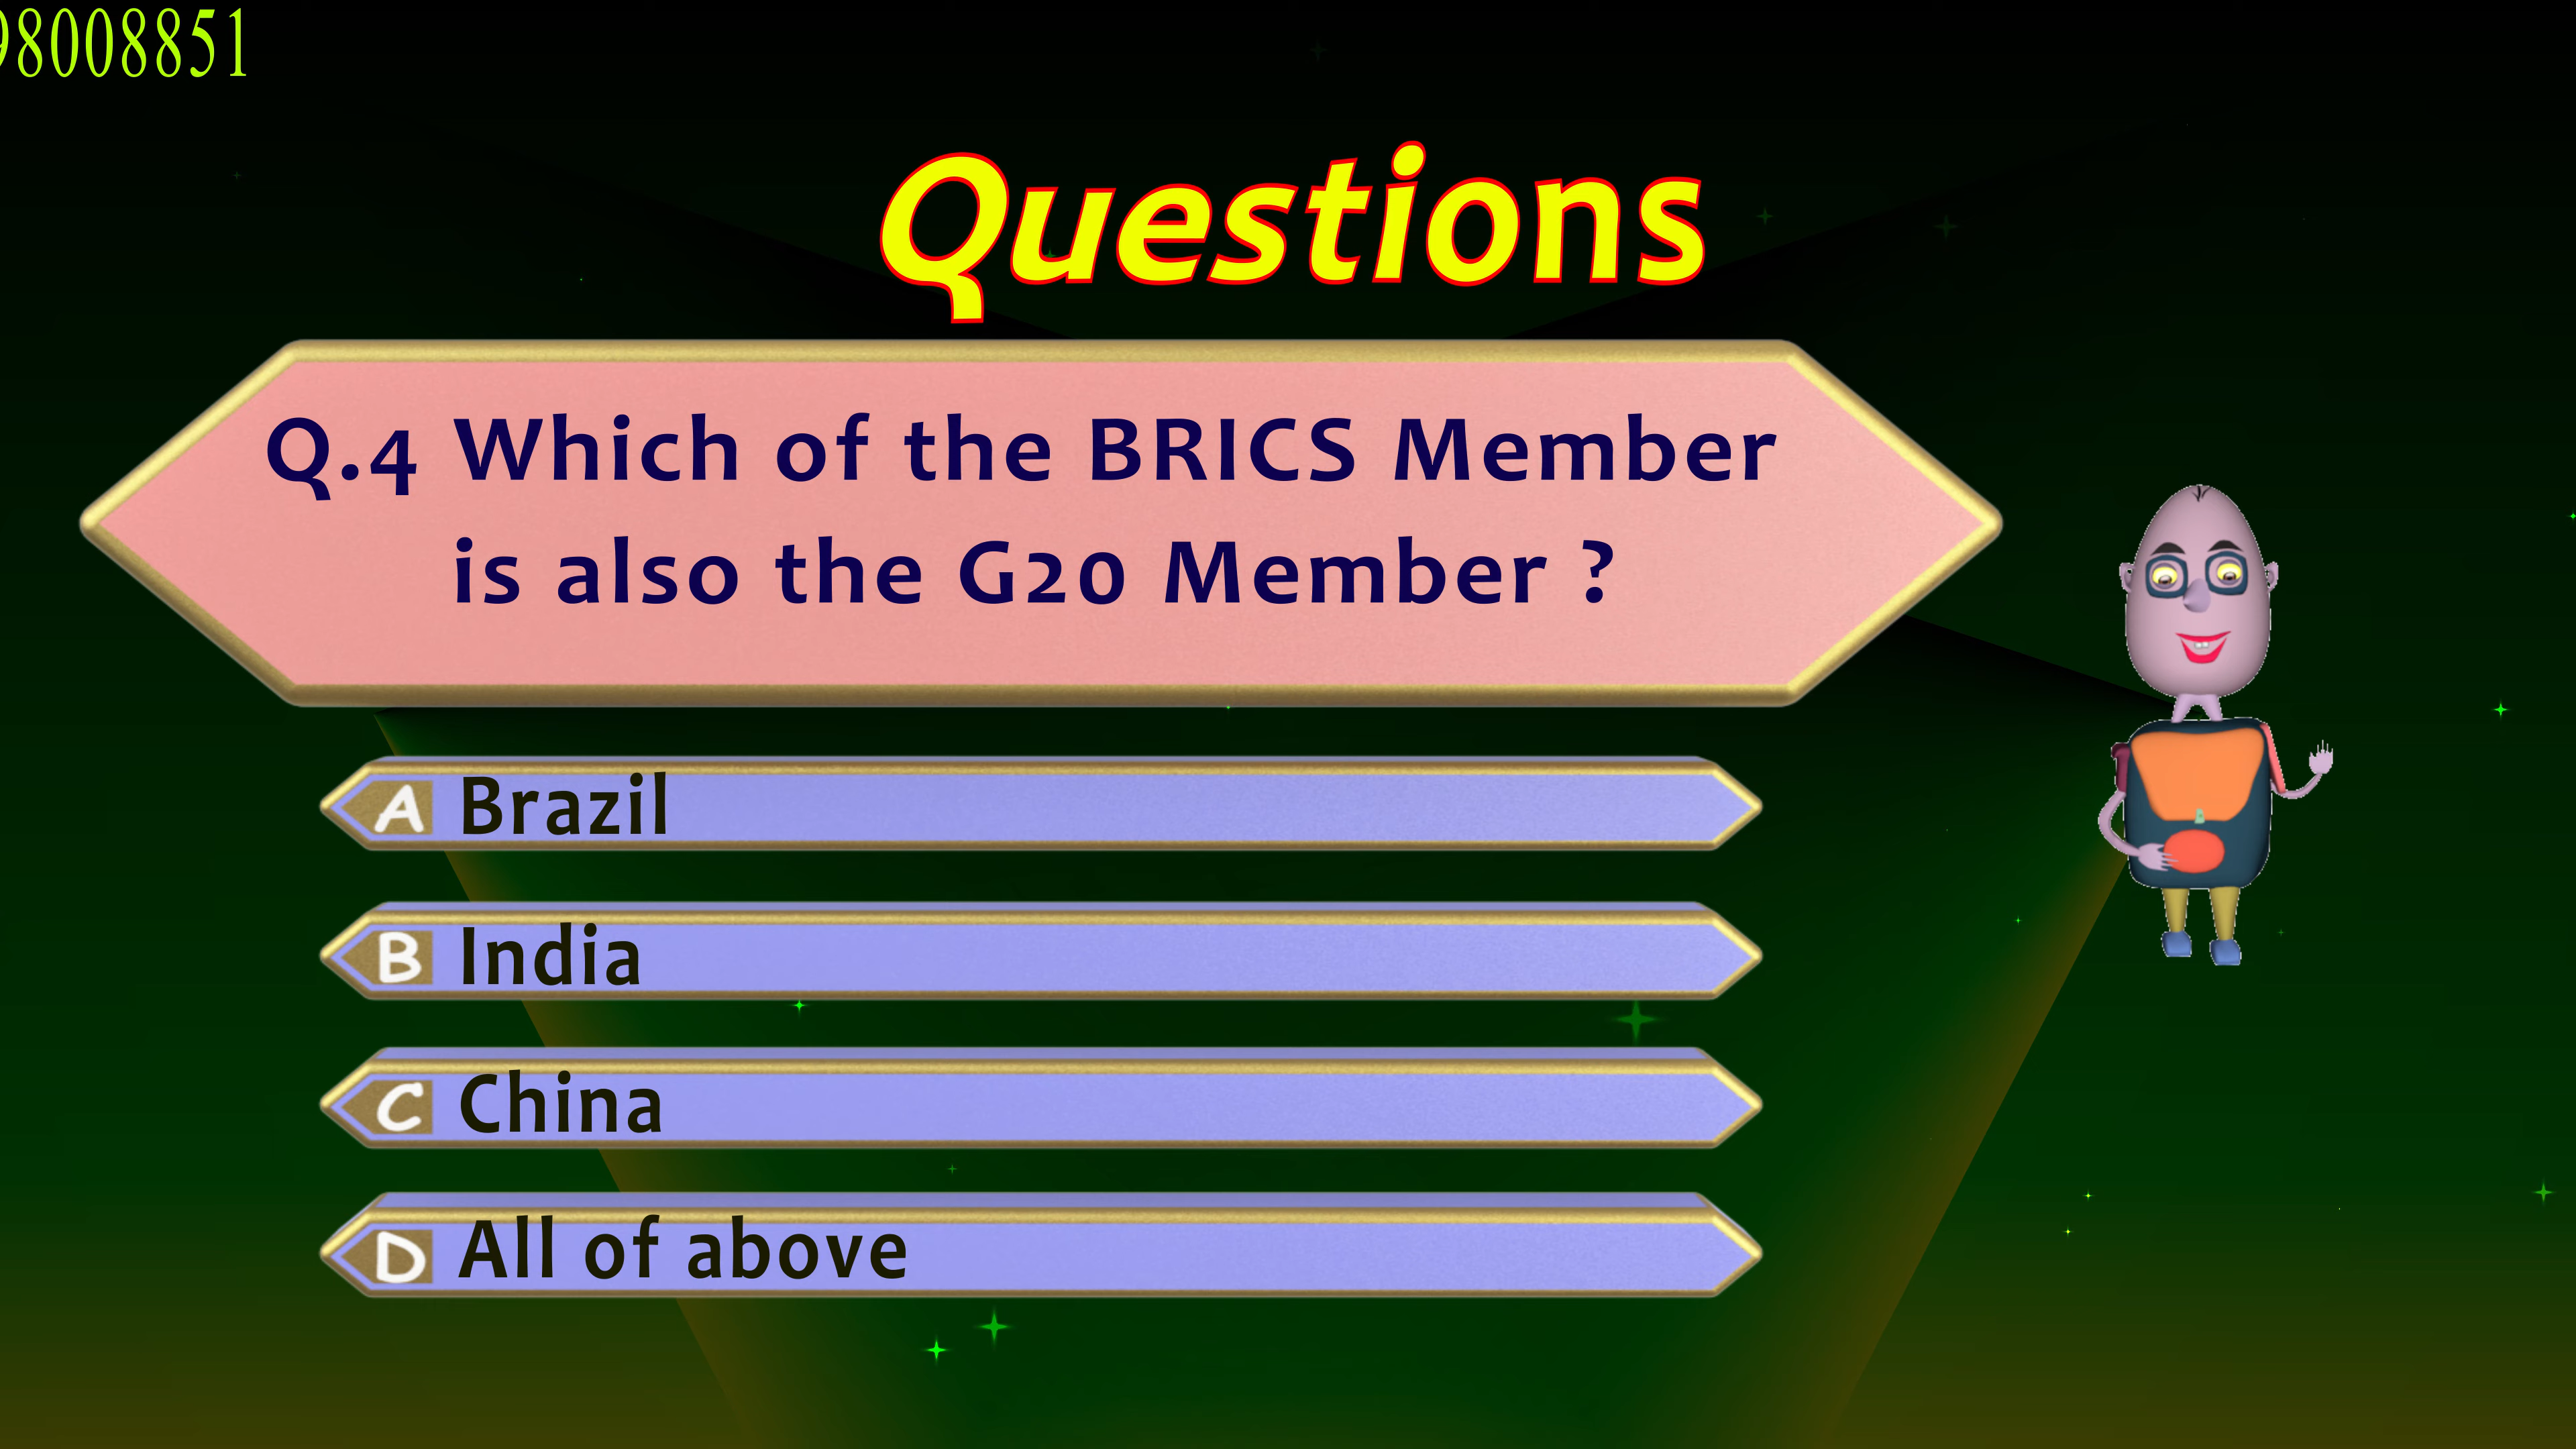 98008851
Questions
Q.4 Which of the BRICS Member
is also the G20 Member ?
A Brazil
B India
C China
D All of above